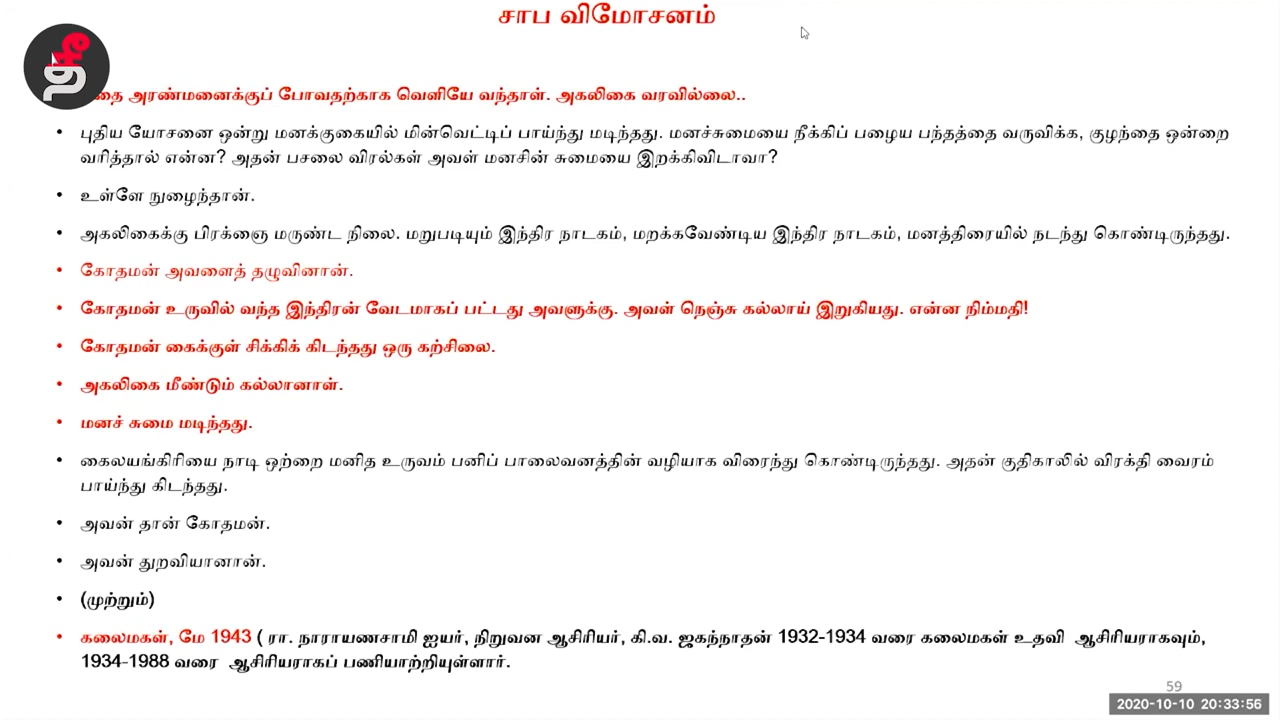 சாப விமோசனம்
அரண்மனைக்குப் போவதற்காக வெளியே வந்தாள். அகலிகை வரவில்லை..
• புதிய யோசனை ஒன்று மனக்குகையில் மின்வெட்டிப் பாய்ந்து மடிந்தது. மனச்சுமையை நீக்கிப் பழைய பந்தத்தை வருவிக்க, குழந்தை ஒன்றை
வரித்தால் என்ன? அதன் பசலை விரல்கள் அவள் மனசின் சுமையை இறக்கிவிடாவா?
• உள்ளே நுழைந்தான்.
• அகலிகைக்கு பிரக்ஞை மருண்ட நிலை. மறுபடியும் இந்திர நாடகம், மறக்கவேண்டிய இந்திர நாடகம், மனத்திரையில் நடந்து கொண்டிருந்தது.
• கோதமன் அவளைத் தழுவினான்.
• கோதமன் உருவில் வந்த இந்திரன் வேடமாகப் பட்டது அவளுக்கு. அவள் நெஞ்சு கல்லாய் இறுகியது. என்ன நிம்மதி!
• கோதமன் கைக்குள் சிக்கிக் கிடந்தது ஒரு கற்சிலை.
• அகலிகை மீண்டும் கல்லானாள்.
• மனச் சுமை மடிந்தது.
• கைலயங்கிரியை நாடி ஒற்றை மனித உருவம் பனிப் பாலைவனத்தின் வழியாக விரைந்து கொண்டிருந்தது. அதன் குதிகாலில் விரக்தி வைரம்
பாய்ந்து கிடந்தது.
• அவன் தான் கோதமன்.
• அவன் துறவியானான்.
• (முற்றும்)
• கலைமகள், மே 1943 ( ரா. நாராயணசாமி ஐயர், நிறுவன ஆசிரியர், கி.வ. ஜகந்நாதன் 1932-1934 வரை கலைமகள் உதவி ஆசிரியராகவும்,
1934-1988 வரை ஆசிரியராகப் பணியாற்றியுள்ளார்.
59
2020-10-10 20:33:56